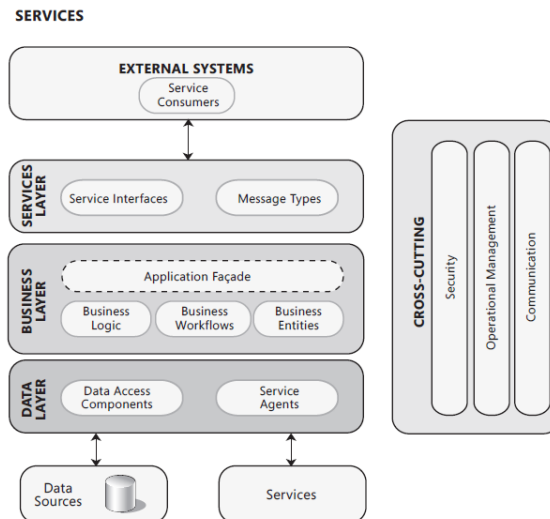 SERVICES
EXTERNAL SYSTEMS
Service
Consumers
SERVICES
LAYER
Service Interfaces
Message Types
BUSINESS
LAYER
Application Façade
Business
Logic
Business
Workflows
Business
Entities
DATA
LAYER
Data Access
Components
Service
Agents
Data
Sources
Services
CROSS-CUTTING
Security
Operational Management
Communication